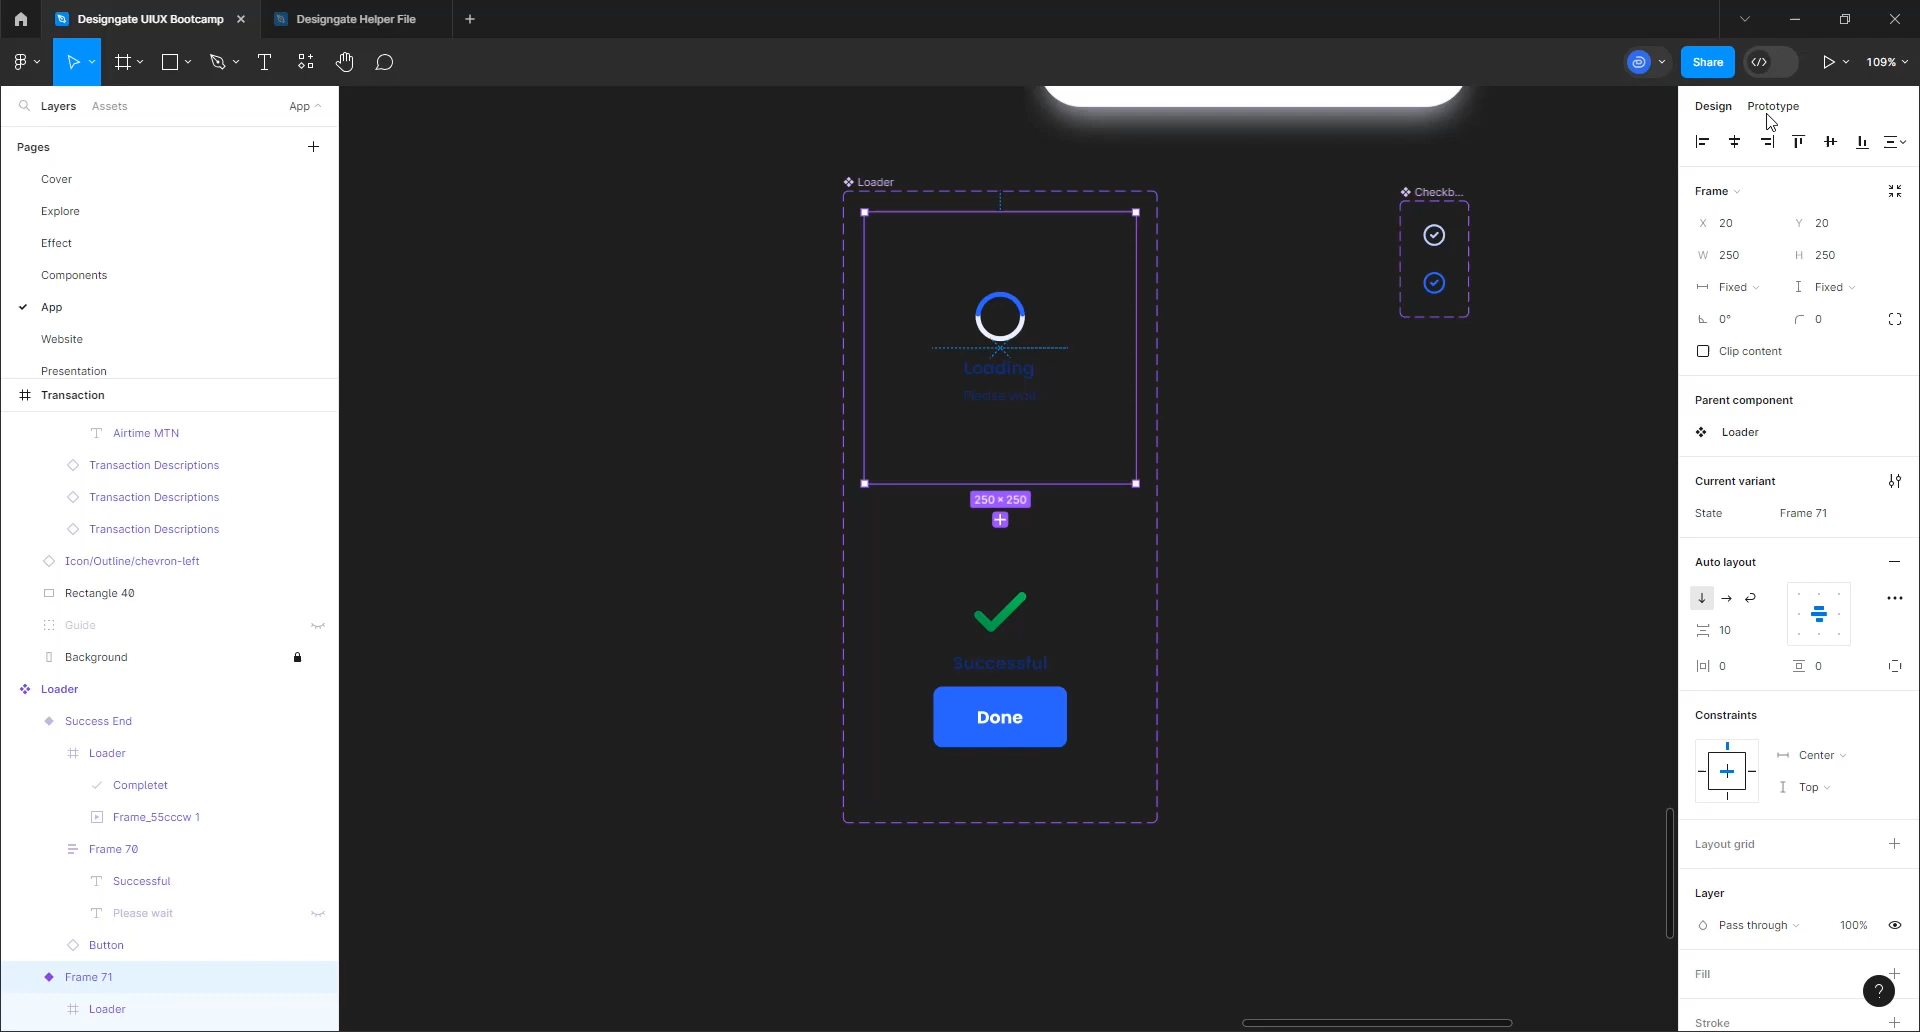 Designgate UIUX Bootcamp
Designgate Helper File
Share
109%
Layers
Assets
App
Pages
Cover
Explore
Effect
Components
App
Website
Presentation
Transaction
Airtime MTN
Transaction Descriptions
Transaction Descriptions
Transaction Descriptions
Icon/Outline/chevron-left
Rectangle 40
Guide
Background
Loader
Success End
Loader
Completet
Frame_55cccw 1
Frame 70
Successful
Please wait
Button
Frame 71
Loader
Loader
Loading
Please wait
250 × 250
Successful
Done
Checkb...
Design
Prototype
Frame
X 20
Y 20
W 250
H 250
Fixed
Fixed
0°
0
Clip content
Parent component
Loader
Current variant
State
Frame 71
Auto layout
10
0
0
Constraints
Center
Top
Layout grid
Layer
Pass through
100%
Fill
?
Stroke